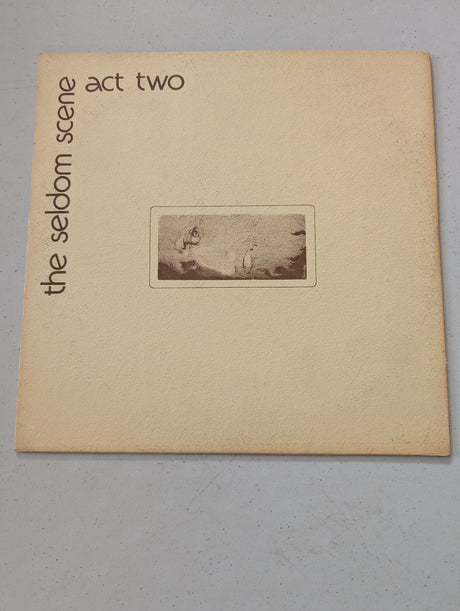 the seldom scene
act two